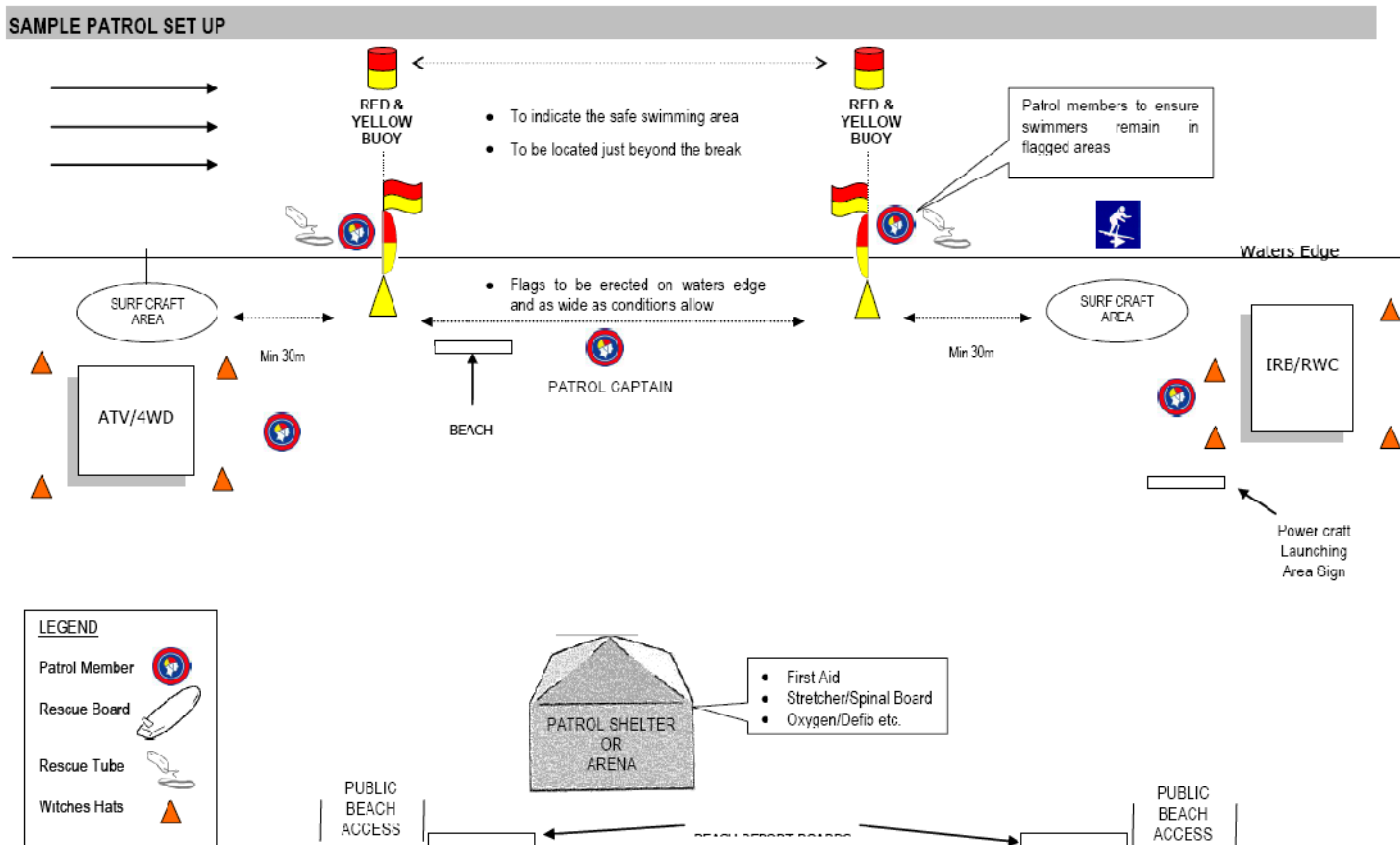 SAMPLE PATROL SET UP
RED &
YELLOW
BUOY
• To indicate the safe swimming area
• To be located just beyond the break
RED &
YELLOW
BUOY
Patrol members to ensure
swimmers remain in
flagged areas
Waters Edge
SURF CRAFT
AREA
Min 30m
• Flags to be erected on waters edge
and as wide as conditions allow
PATROL CAPTAIN
BEACH
Min 30m
SURF CRAFT
AREA
ATV/4WD
IRB/RWC
Power craft
Launching
Area Sign
LEGEND
Patrol Member
Rescue Board
Rescue Tube
Witches Hats
PATROL SHELTER
OR
ARENA
• First Aid
• Stretcher/Spinal Board
• Oxygen/Defib etc.
PUBLIC
BEACH
ACCESS
BEACH REPORT BOARDS
PUBLIC
BEACH
ACCESS